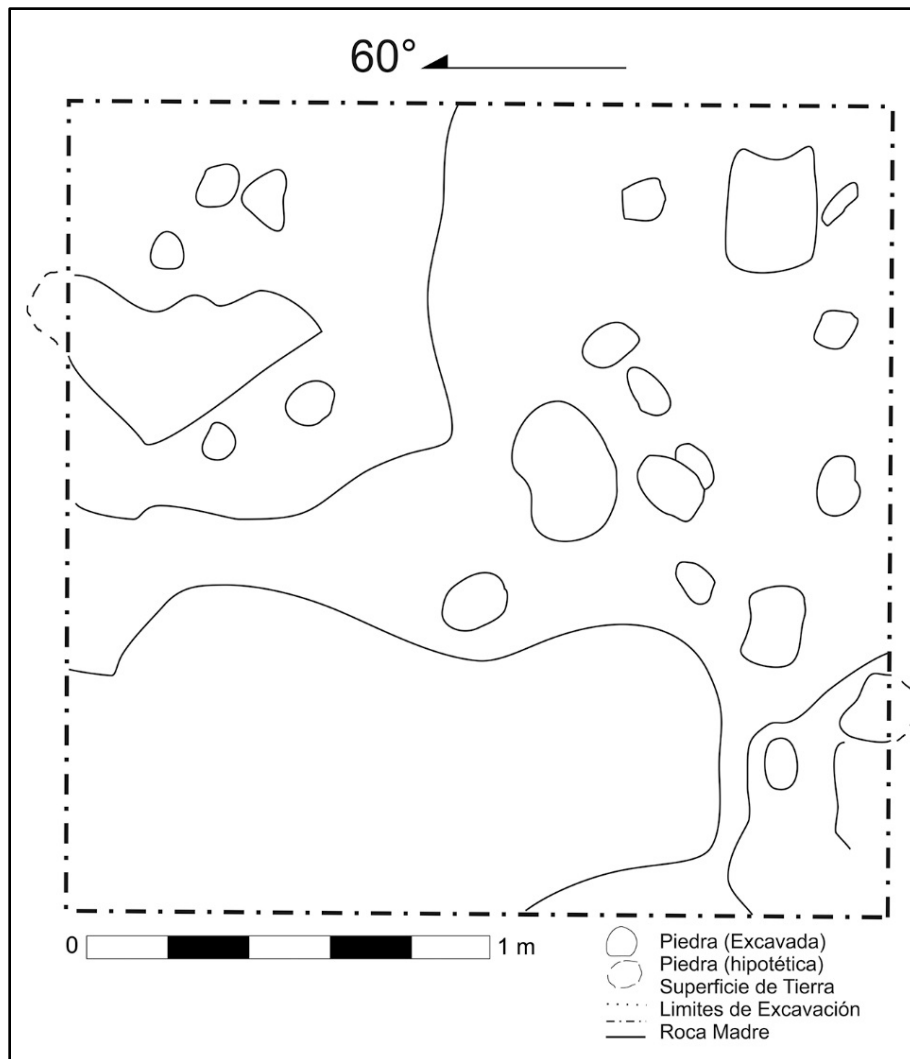 60°
0 1 m
Piedra (Excavada)
Piedra (hipotética)
Superficie de Tierra
Limites de Excavación
Roca Madre